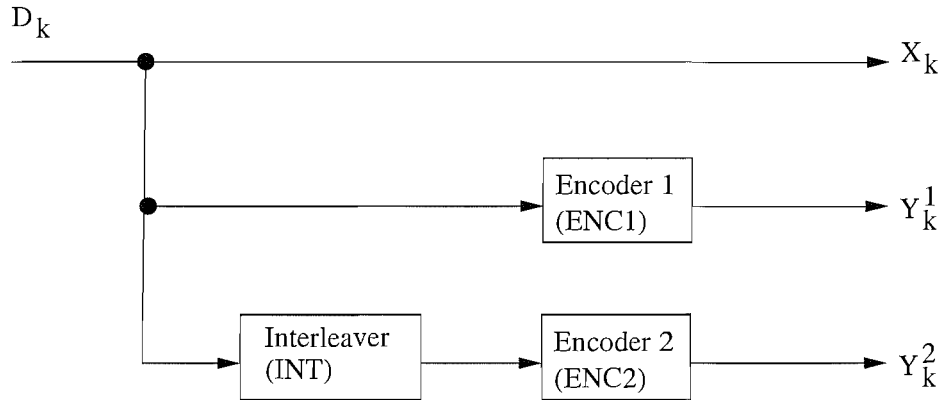 D_k
X_k
Encoder 1
(ENC1)
Y_k^1
Interleaver
(INT)
Encoder 2
(ENC2)
Y_k^2